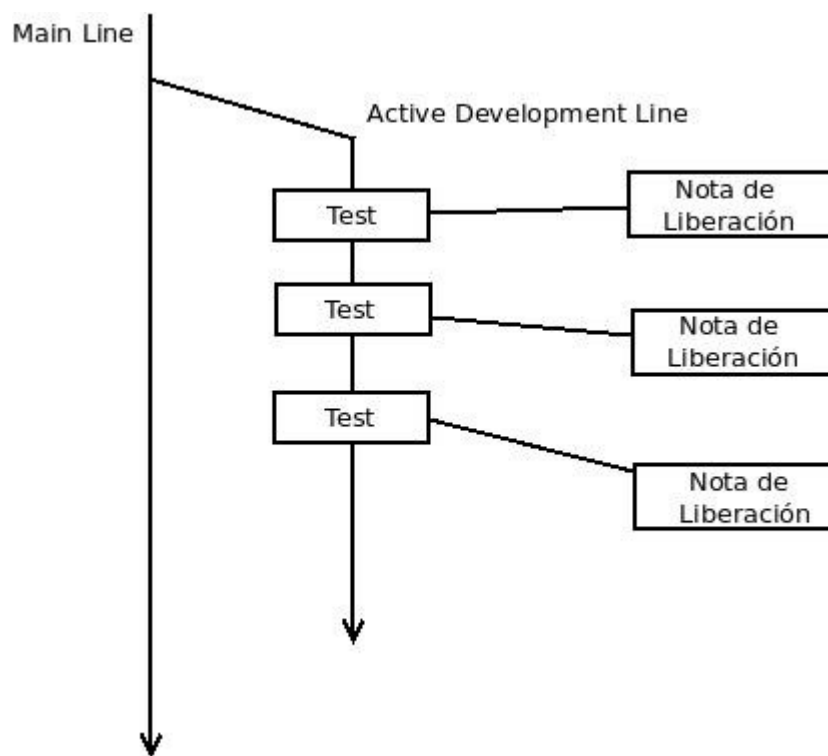 Main Line
Active Development Line
Test
Nota de
Liberación
Test
Nota de
Liberación
Test
Nota de
Liberación